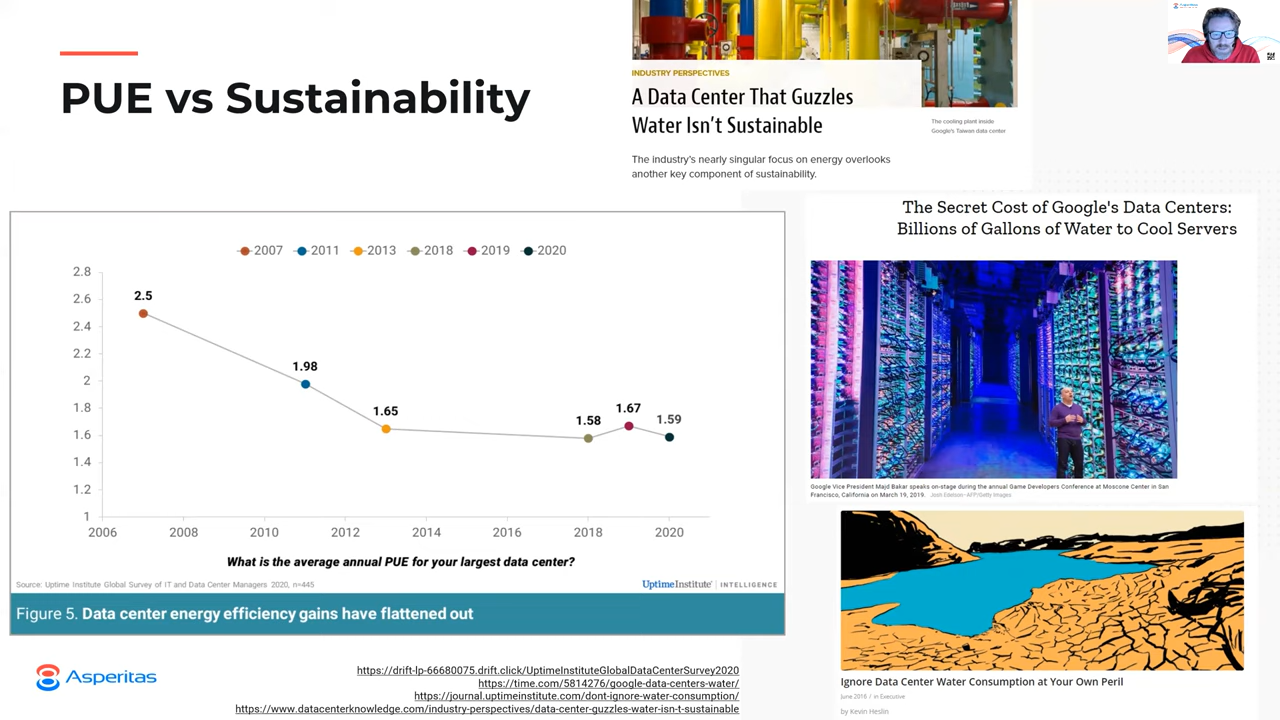 PUE vs Sustainability
INDUSTRY PERSPECTIVES
A Data Center That Guzzles
Water Isn't Sustainable
The cooling plant inside
Google's Taiwan data center
The industry's nearly singular focus on energy overlooks
another key component of sustainability.
2007 2011 2013 2018 2019 2020
2.8
2.6
2.4
2.2
2
1.8
1.6
1.4
1.2
1
2.5
1.98
1.65
1.58
1.67
1.59
2006 2008 2010 2012 2014 2016 2018 2020
What is the average annual PUE for your largest data center?
Source: Uptime Institute Global Survey of IT and Data Center Managers 2020, n=445
UptimeInstitute® | INTELLIGENCE
Figure 5. Data center energy efficiency gains have flattened out
The Secret Cost of Google's Data Centers:
Billions of Gallons of Water to Cool Servers
Google Vice President Majd Bakar speaks on-stage during the annual Game Developers Conference at Moscone Center in San
Francisco, California on March 19, 2019. Josh Edelson—AFP/Getty Images
Ignore Data Center Water Consumption at Your Own Peril
June 2016 / in Executive
by Kevin Heslin
Asperitas
https://drift-lp-66680075.drift.click/UptimeInstituteGlobalDataCenterSurvey2020
https://time.com/5814276/google-data-centers-water/
https://journal.uptimeinstitute.com/dont-ignore-water-consumption/
https://www.datacenterknowledge.com/industry-perspectives/data-center-guzzles-water-isn-t-sustainable